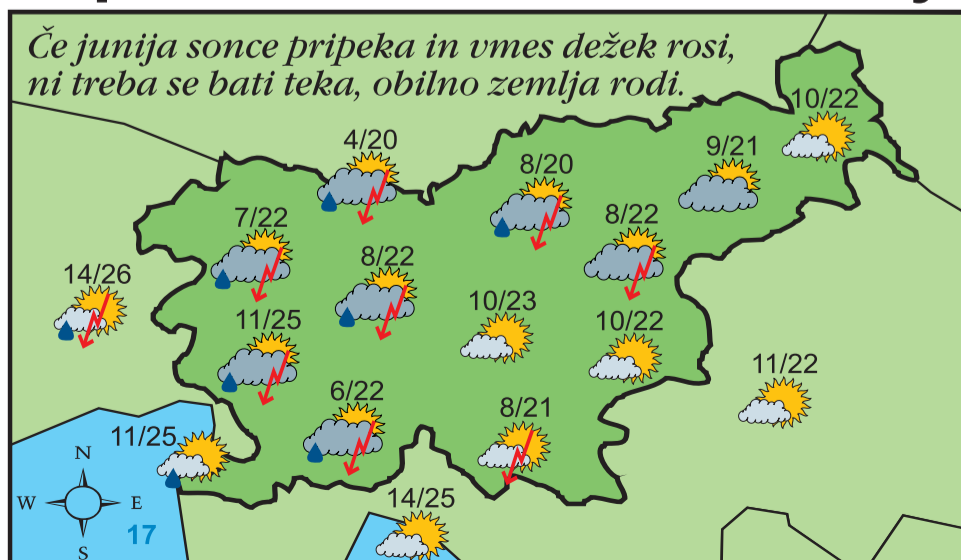 Če junija sonce pripeka in vmes dežek rosi,
ni treba se bati teka, obilno zemlja rodi.
10/22
4/20
9/21
8/20
7/22
8/22
8/22
14/26
10/23
11/25
10/22
11/22
6/22
8/21
11/25
N
W
E
S
17
14/25